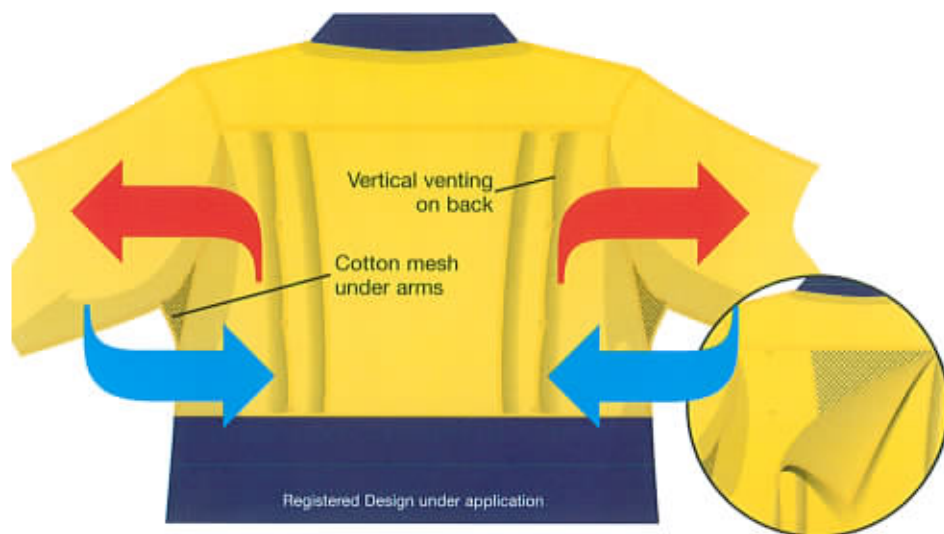 Vertical venting
on back
Cotton mesh
under arms
Registered Design under application